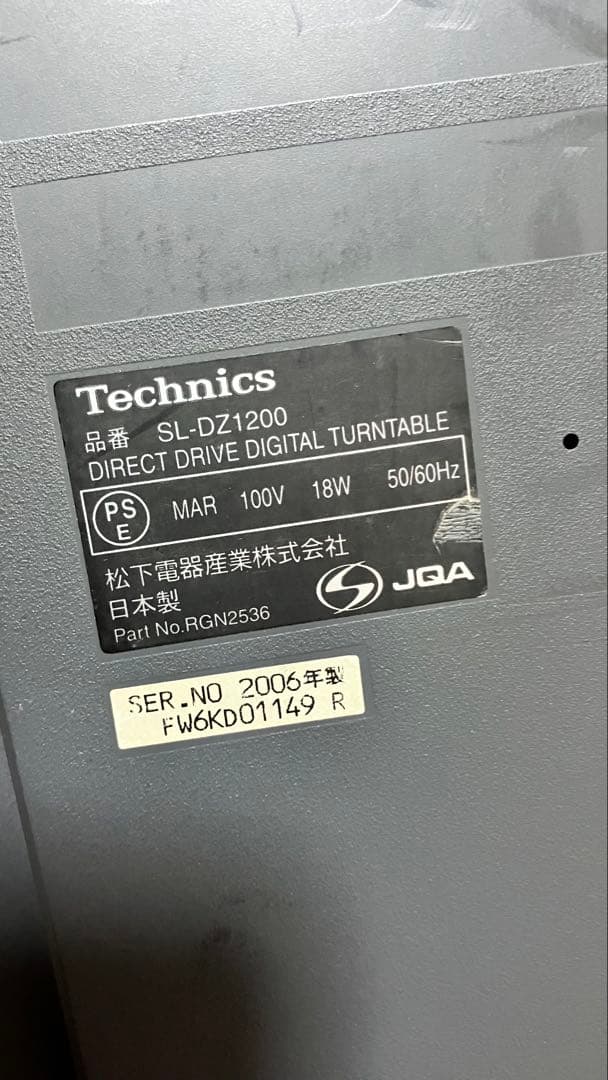 Technics
品番 SL-DZ1200
DIRECT DRIVE DIGITAL TURNTABLE
PS E MAR 100V 18W 50/60Hz
松下電器産業株式会社
日本製
JQA
Part No.RGN2536
SER.NO 2006年製
FW6KD01149 R